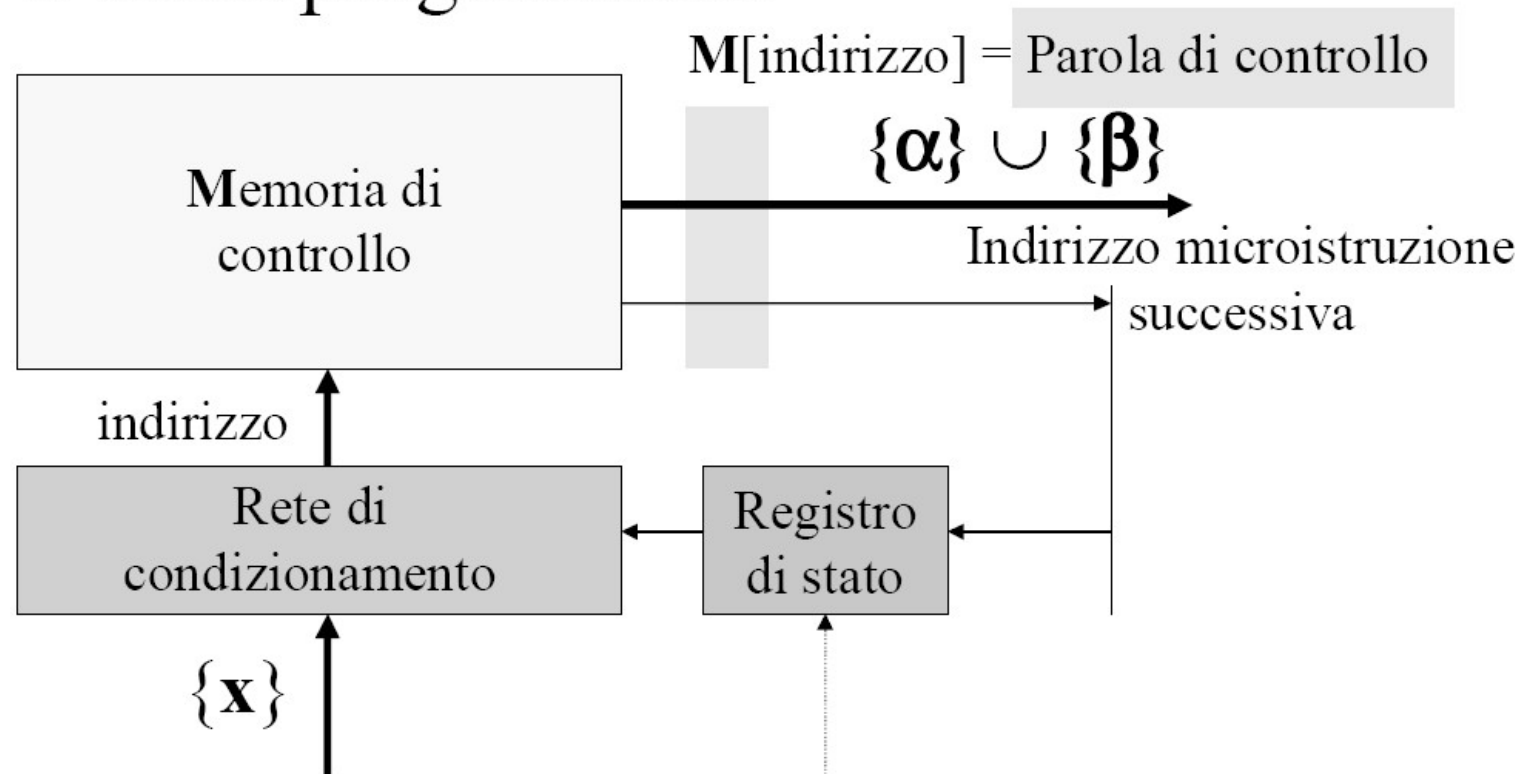 M[indirizzo] = Parola di controllo
{α} ∪ {β}
Memoria di
controllo
Indirizzo microistruzione
successiva
indirizzo
Rete di
condizionamento
Registro
di stato
{x}